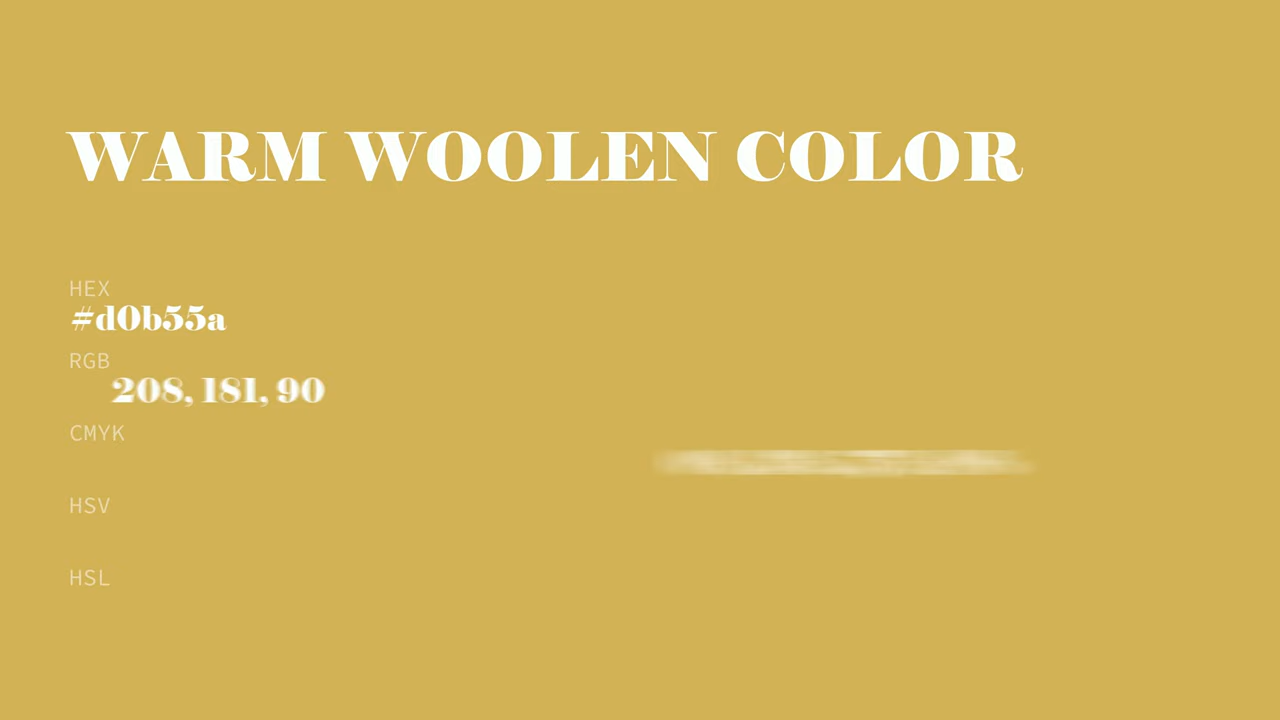 WARM WOOLEN COLOR
HEX
#d0b55a
RGB
208, 181, 90
CMYK
HSV
HSL